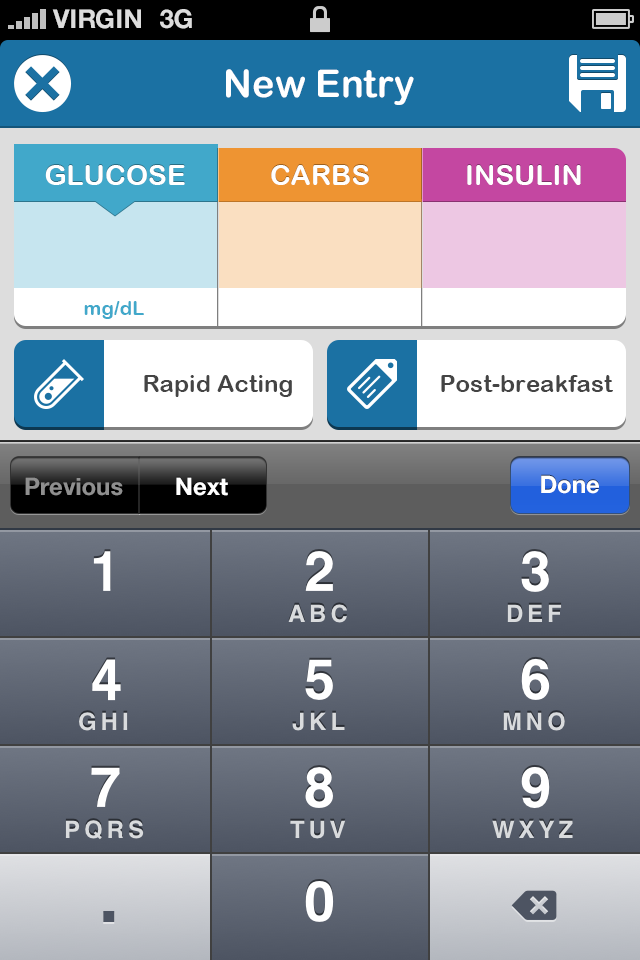 VIRGIN 3G
New Entry
GLUCOSE CARBS INSULIN
mg/dL
Rapid Acting Post-breakfast
Previous Next Done
1 2 3
ABC DEF
4 5 6
GHI JKL MNO
7 8 9
PQRS TUV WXYZ
. 0